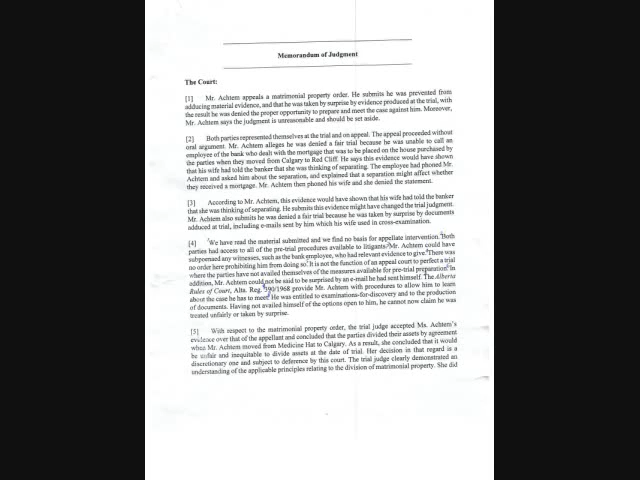 Memorandum of Judgment
The Court:
[1] Mr. Achtem appeals a matrimonial property order. He submits he was prevented from
adducing material evidence, and that he was taken by surprise by evidence produced at the trial, with
the result he was denied the proper opportunity to prepare and meet the case against him. Moreover,
Mr. Achtem says the judgment is unreasonable and should be set aside.
[2] Both parties represented themselves at the trial and on appeal. The appeal proceeded without
oral argument. Mr. Achtem alleges he was denied a fair trial because he was unable to call an
employee of the bank who dealt with the mortgage that was to be placed on the house purchased by
the parties when they moved from Calgary to Red Cliff. He says this evidence would have shown
that his wife had told the banker that she was thinking of separating. The employee had phoned Mr.
Achtem and asked him about the separation, and explained that a separation might affect whether
they received a mortgage. Mr. Achtem then phoned his wife and she denied the statement.
[3] According to Mr. Achtem, this evidence would have shown that his wife had told the banker
that she was thinking of separating. He submits this evidence might have changed the trial judgment.
Mr. Achtem also submits he was denied a fair trial because he was taken by surprise by documents
adduced at trial, including e-mails sent by him which his wife used in cross-examination.
[4] We have read the material submitted and we find no basis for appellate intervention. Both
parties had access to all of the pre-trial procedures available to litigants. Mr. Achtem could have
subpoenaed any witnesses, such as the bank employee, who had relevant evidence to give. There was
no order here prohibiting him from doing so. It is not the function of an appeal court to perfect a trial
where the parties have not availed themselves of the measures available for pre-trial preparation. In
addition, Mr. Achtem could not be said to be surprised by an e-mail he had sent himself. The Alberta
Rules of Court, Alta. Reg. 390/1968 provide Mr. Achtem with procedures to allow him to learn
about the case he has to meet. He was entitled to examinations-for-discovery and to the production
of documents. Having not availed himself of the options open to him, he cannot now claim he was
treated unfairly or taken by surprise.
[5] With respect to the matrimonial property order, the trial judge accepted Ms. Achtem's
evidence over that of the appellant and concluded that the parties divided their assets by agreement
when Mr. Achtem moved from Medicine Hat to Calgary. As a result, she concluded that it would
be unfair and inequitable to divide assets at the date of trial. Her decision in that regard is a
discretionary one and subject to deference by this court. The trial judge clearly demonstrated an
understanding of the applicable principles relating to the division of matrimonial property. She did